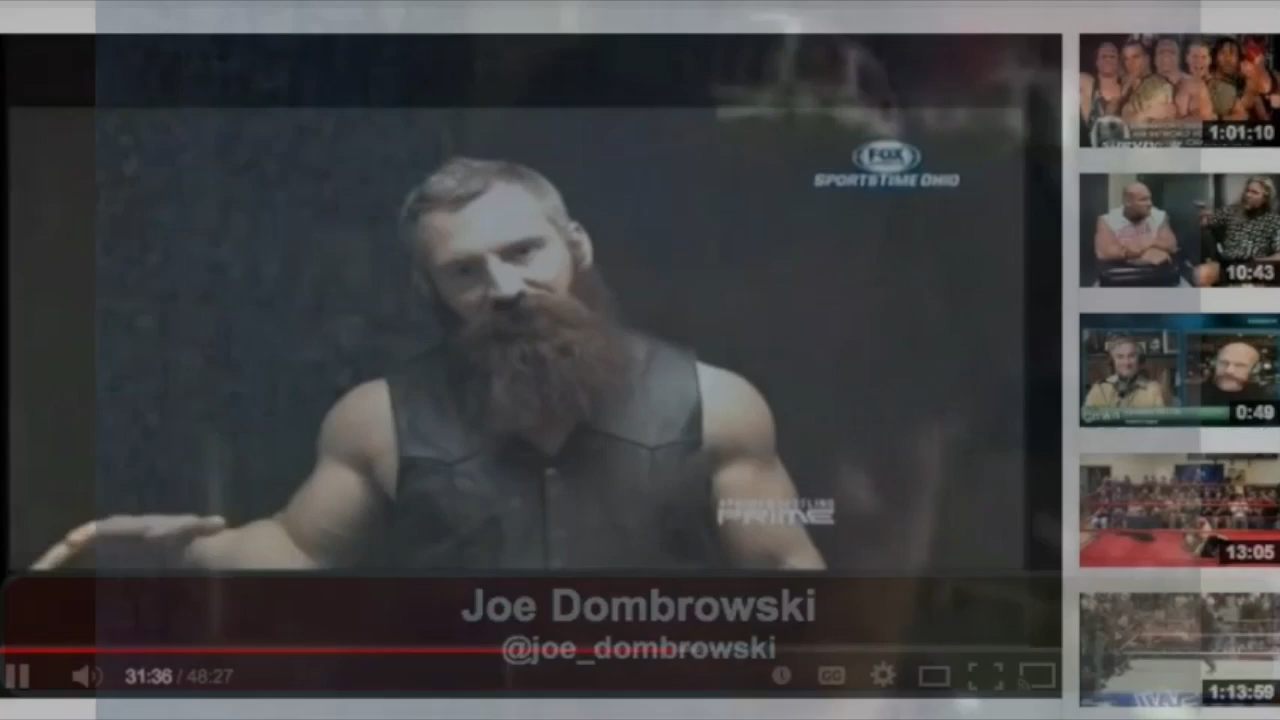 1:01:10
FOX
SPORTSTIME OHIO
10:43
0:49
PRIME
13:05
Joe Dombrowski
@joe_dombrowski
31:36 / 48:27
CC
1:13:59